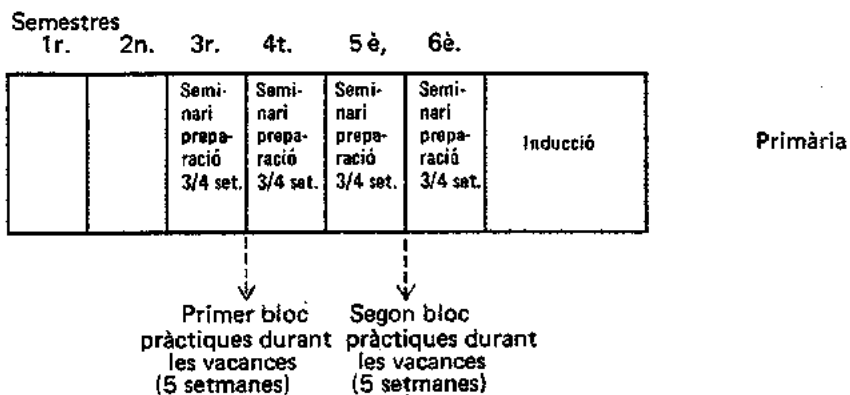 Semestres
1r. 2n. 3r. 4t. 5è, 6è.
Semi- Semi- Semi- Semi-
nari nari nari nari
prepa- prepa- prepa- prepa-
ració ració ració ració
3/4 set. 3/4 set. 3/4 set. 3/4 set.
Inducció
Primària
Primer bloc
pràctiques durant
les vacances
(5 setmanes)
Segon bloc
pràctiques durant
les vacances
(5 setmanes)